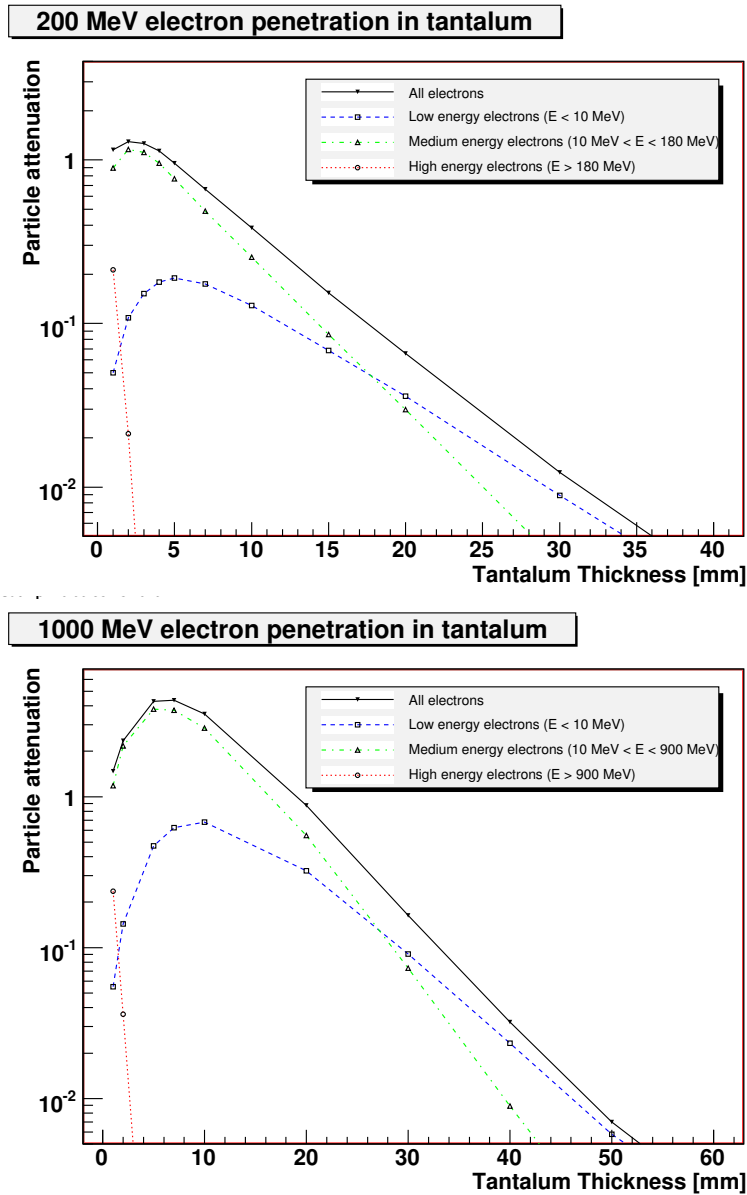 200 MeV electron penetration in tantalum
Particle attenuation
All electrons
Low energy electrons (E < 10 MeV)
Medium energy electrons (10 MeV < E < 180 MeV)
High energy electrons (E > 180 MeV)
1
10^-1
10^-2
0 5 10 15 20 25 30 35 40
Tantalum Thickness [mm]
1000 MeV electron penetration in tantalum
Particle attenuation
All electrons
Low energy electrons (E < 10 MeV)
Medium energy electrons (10 MeV < E < 900 MeV)
High energy electrons (E > 900 MeV)
1
10^-1
10^-2
0 10 20 30 40 50 60
Tantalum Thickness [mm]